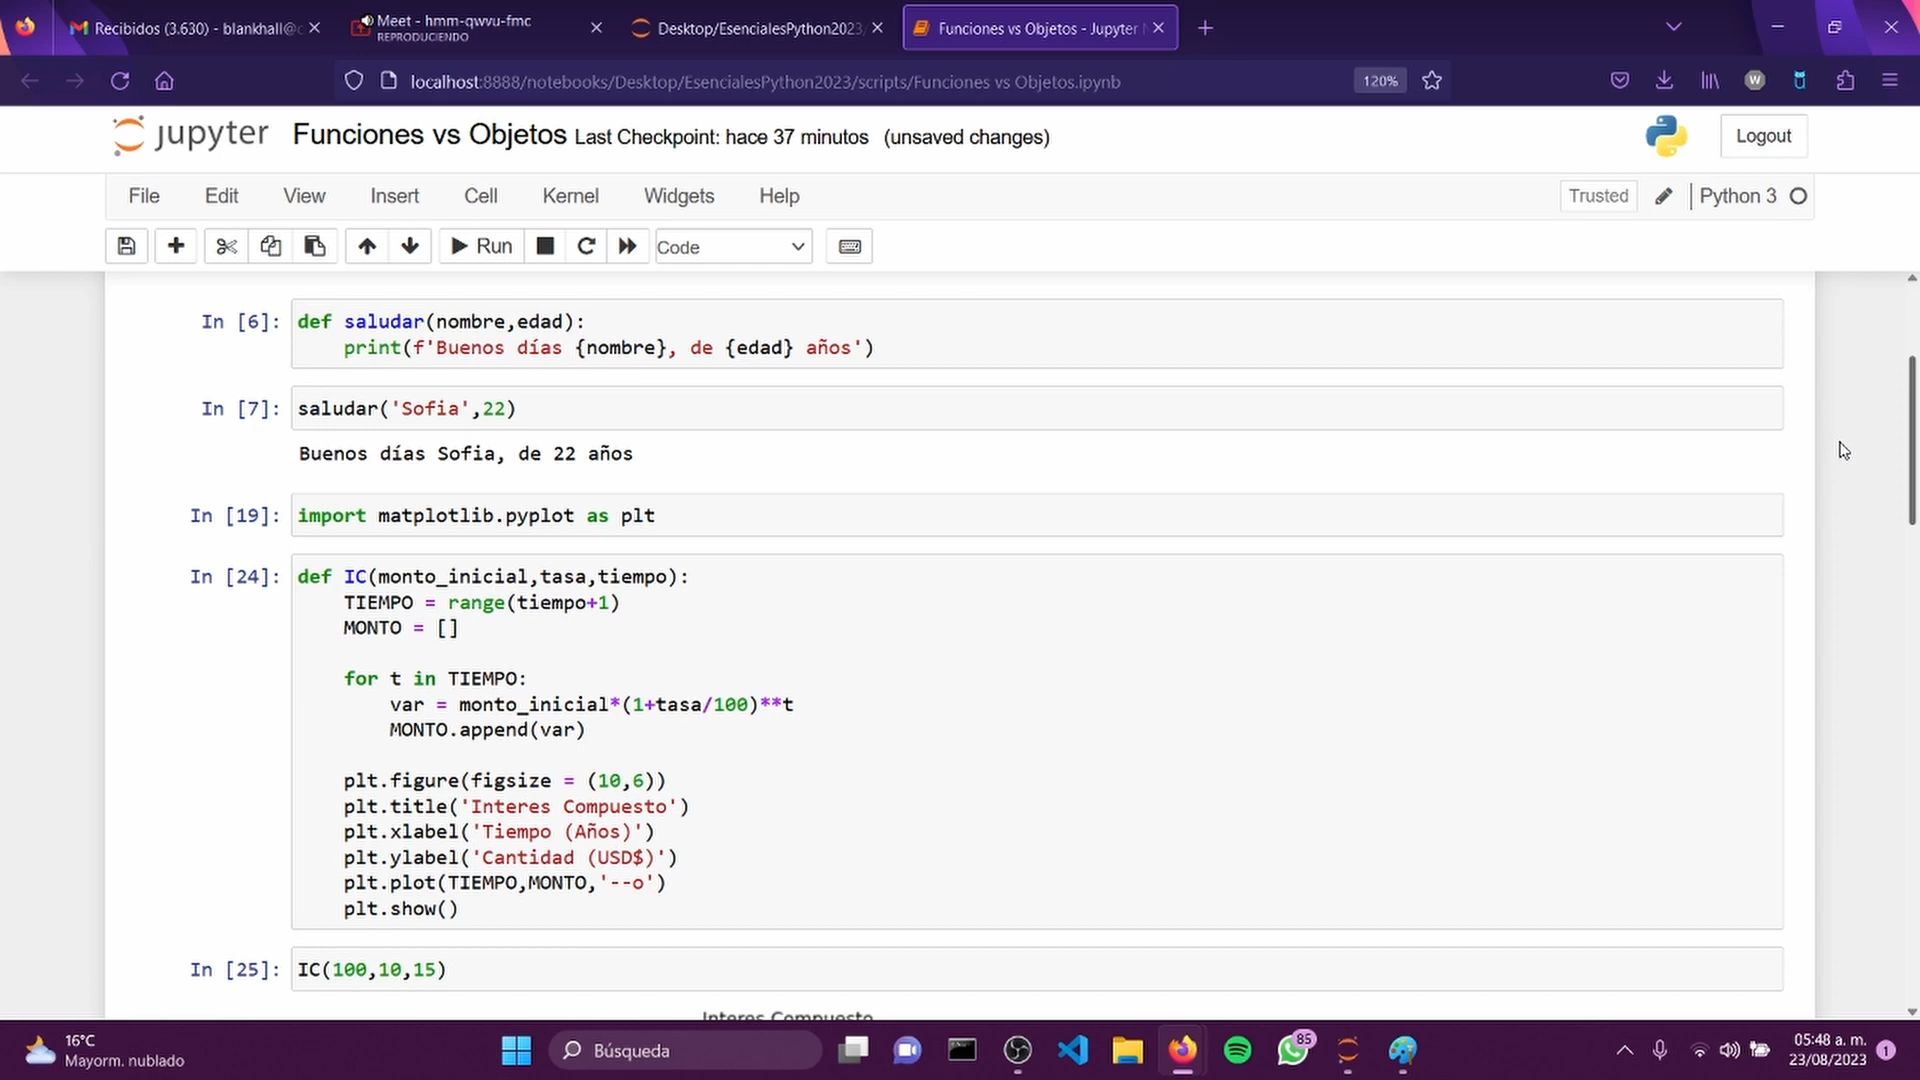 Recibidos (3.630) - blankhall@c
Meet - hmm-qwvu-fmc
REPRODUCIENDO
Desktop/EsencialesPython2023/
Funciones vs Objetos - Jupyter N
localhost:8888/notebooks/Desktop/EsencialesPython2023/scripts/Funciones vs Objetos.ipynb
120%
W
jupyter
Funciones vs Objetos Last Checkpoint: hace 37 minutos (unsaved changes)
Logout
File Edit View Insert Cell Kernel Widgets Help
Trusted
Python 3
Run
Code
In [6]: def saludar(nombre,edad):
    print(f'Buenos días {nombre}, de {edad} años')
In [7]: saludar('Sofia',22)
Buenos días Sofia, de 22 años
In [19]: import matplotlib.pyplot as plt
In [24]: def IC(monto_inicial,tasa,tiempo):
    TIEMPO = range(tiempo+1)
    MONTO = []
    for t in TIEMPO:
        var = monto_inicial*(1+tasa/100)**t
        MONTO.append(var)
    plt.figure(figsize = (10,6))
    plt.title('Interes Compuesto')
    plt.xlabel('Tiempo (Años)')
    plt.ylabel('Cantidad (USD$)')
    plt.plot(TIEMPO,MONTO,'--o')
    plt.show()
In [25]: IC(100,10,15)
Interes Compuesto
16°C
Mayorm. nublado
Búsqueda
85
05:48 a. m.
23/08/2023
1